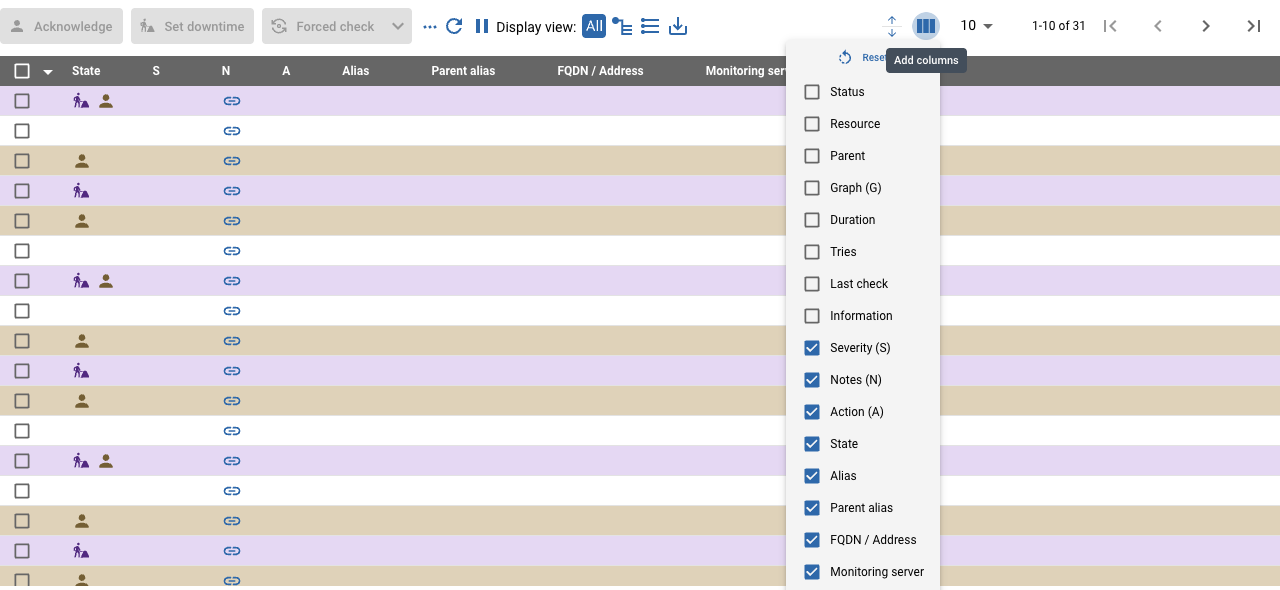 Acknowledge Set downtime Forced check ... Display view: All 10 1-10 of 31
Add columns
Reset
State S N A Alias Parent alias FQDN / Address Monitoring ser
Status
Resource
Parent
Graph (G)
Duration
Tries
Last check
Information
Severity (S)
Notes (N)
Action (A)
State
Alias
Parent alias
FQDN / Address
Monitoring server